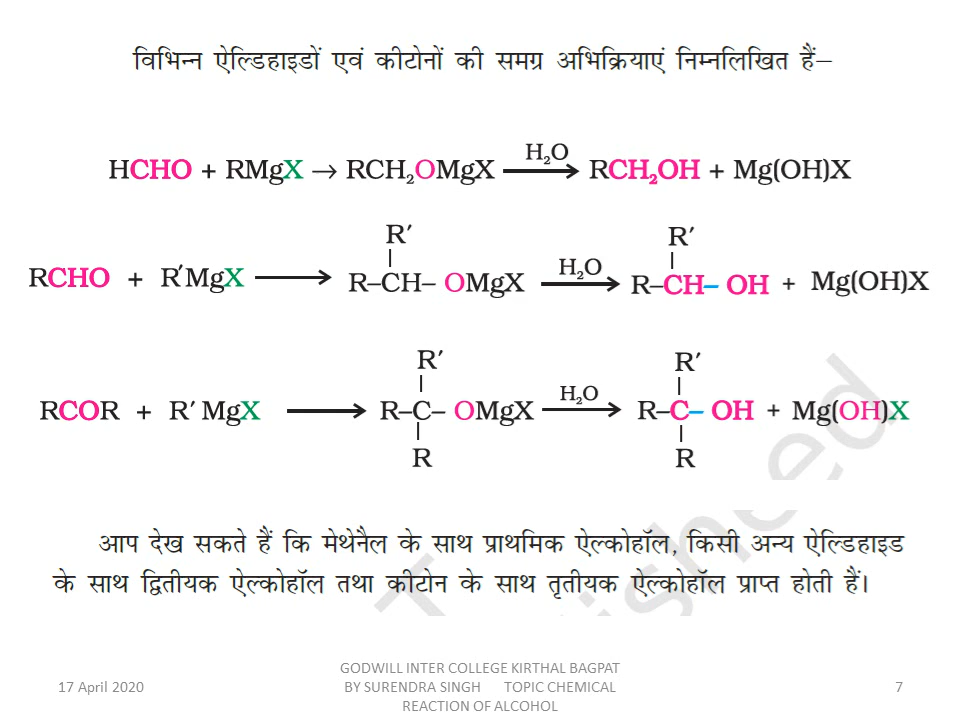 विभिन्न ऐल्डिहाइडों एवं कीटोनों की समग्र अभिक्रियाएं निम्नलिखित हैं–
HCHO + RMgX → RCH₂OMgX —H₂O→ RCH₂OH + Mg(OH)X
R′ R′
RCHO + R′MgX ⟶ R–CH– OMgX —H₂O→ R–CH– OH + Mg(OH)X
R′ R′
RCOR + R′ MgX ⟶ R–C– OMgX —H₂O→ R–C– OH + Mg(OH)X
R R
आप देख सकते हैं कि मेथेनैल के साथ प्राथमिक ऐल्कोहॉल, किसी अन्य ऐल्डिहाइड
के साथ द्वितीयक ऐल्कोहॉल तथा कीटोन के साथ तृतीयक ऐल्कोहॉल प्राप्त होती हैं।
17 April 2020
GODWILL INTER COLLEGE KIRTHAL BAGPAT
BY SURENDRA SINGH TOPIC CHEMICAL
REACTION OF ALCOHOL
7